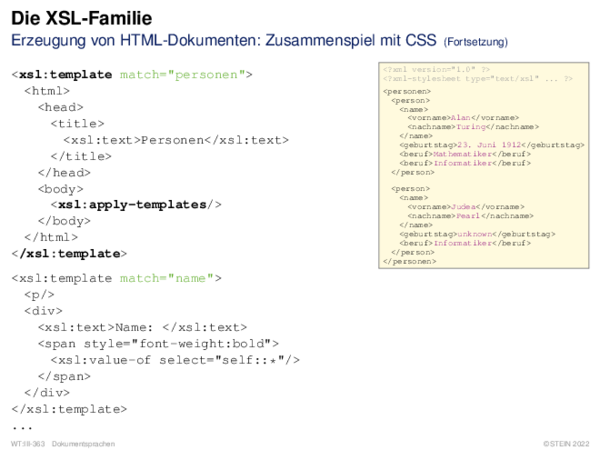 Die XSL-Familie
Erzeugung von HTML-Dokumenten: Zusammenspiel mit CSS (Fortsetzung)
<xsl:template match="personen">
<html>
<head>
<title>
<xsl:text>Personen</xsl:text>
</title>
</head>
<body>
<xsl:apply-templates/>
</body>
</html>
</xsl:template>
<xsl:template match="name">
<p/>
<div>
<xsl:text>Name: </xsl:text>
<span style="font-weight:bold">
<xsl:value-of select="self::*"/>
</span>
</div>
</xsl:template>
...
<?xml version="1.0" ?>
<?xml-stylesheet type="text/xsl" ... ?>
<personen>
<person>
<name>
<vorname>Alan</vorname>
<nachname>Turing</nachname>
</name>
<geburtstag>23. Juni 1912</geburtstag>
<beruf>Mathematiker</beruf>
<beruf>Informatiker</beruf>
</person>
<person>
<name>
<vorname>Judea</vorname>
<nachname>Pearl</nachname>
</name>
<geburtstag>unknown</geburtstag>
<beruf>Informatiker</beruf>
</person>
</personen>
WT:III-363 Dokumentsprachen
©STEIN 2022